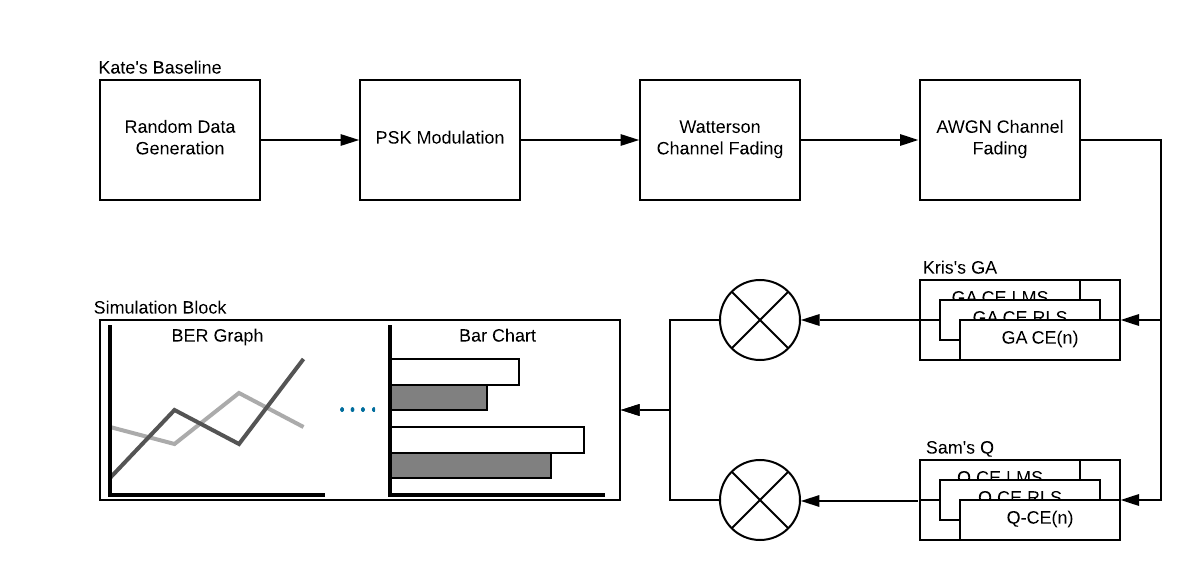 Kate's Baseline
Random Data
Generation
PSK Modulation
Watterson
Channel Fading
AWGN Channel
Fading
Kris's GA
GA CE LMS
GA CE RLS
GA CE(n)
Simulation Block
BER Graph
Bar Chart
Sam's Q
Q CE LMS
Q CE RLS
Q-CE(n)